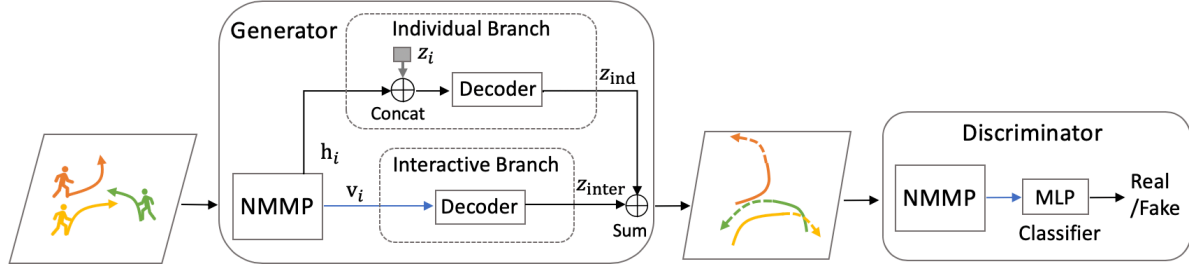 Generator
Individual Branch
z_i
Concat
Decoder
z_ind
h_i
NMMP
v_i
Interactive Branch
Decoder
z_inter
Sum
Discriminator
NMMP
MLP
Classifier
Real
/Fake